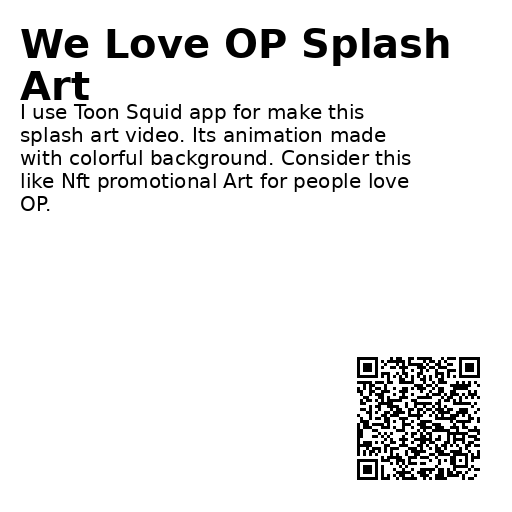 We Love OP Splash
Art
I use Toon Squid app for make this
splash art video. Its animation made
with colorful background. Consider this
like Nft promotional Art for people love
OP.